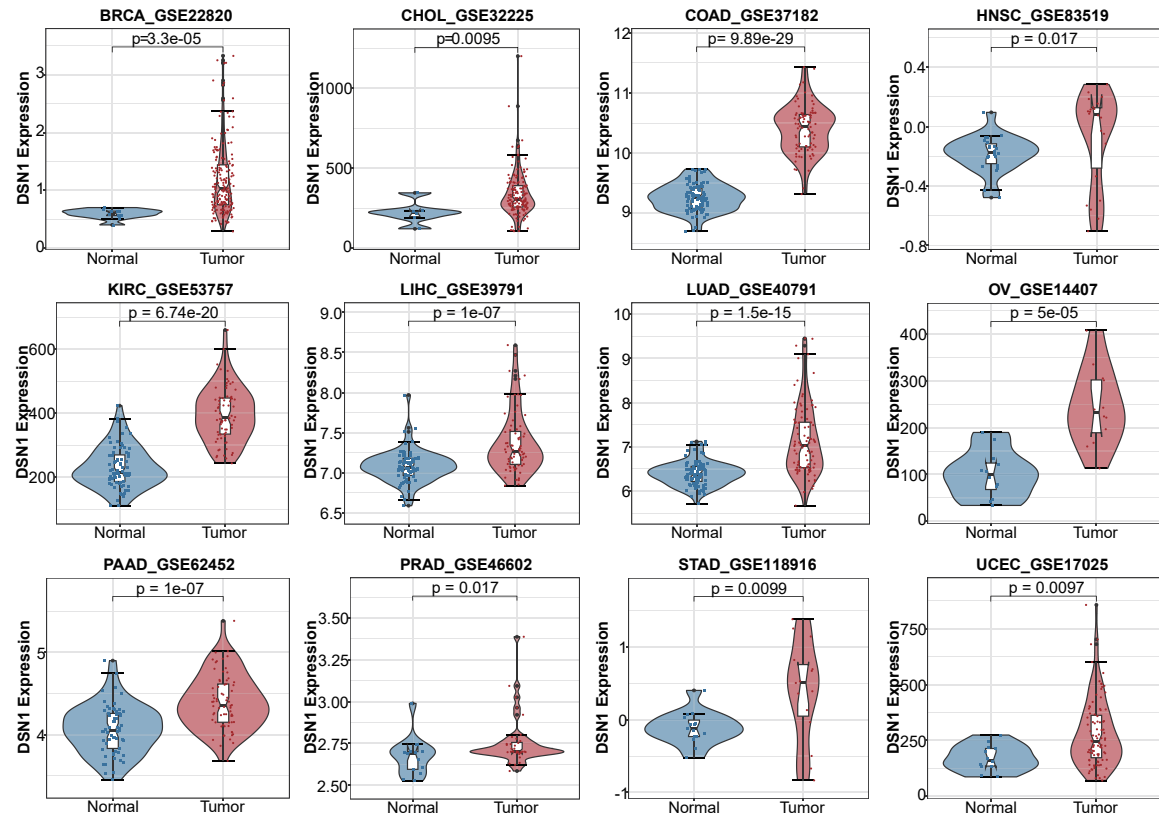 BRCA_GSE22820
p=3.3e-05
DSN1 Expression
3
2
1
0
Normal
Tumor
CHOL_GSE32225
p=0.0095
DSN1 Expression
1000
500
0
Normal
Tumor
COAD_GSE37182
p= 9.89e-29
DSN1 Expression
12
11
10
9
Normal
Tumor
HNSC_GSE83519
p = 0.017
DSN1 Expression
0.4
0.0
-0.4
-0.8
Normal
Tumor
KIRC_GSE53757
p = 6.74e-20
DSN1 Expression
600
400
200
Normal
Tumor
LIHC_GSE39791
p = 1e-07
DSN1 Expression
9.0
8.5
8.0
7.5
7.0
6.5
Normal
Tumor
LUAD_GSE40791
p = 1.5e-15
DSN1 Expression
10
9
8
7
6
Normal
Tumor
OV_GSE14407
p = 5e-05
DSN1 Expression
400
300
200
100
0
Normal
Tumor
PAAD_GSE62452
p = 1e-07
DSN1 Expression
5
4
Normal
Tumor
PRAD_GSE46602
p = 0.017
DSN1 Expression
3.50
3.25
3.00
2.75
2.50
Normal
Tumor
STAD_GSE118916
p = 0.0099
DSN1 Expression
1
0
-1
Normal
Tumor
UCEC_GSE17025
p = 0.0097
DSN1 Expression
750
500
250
0
Normal
Tumor